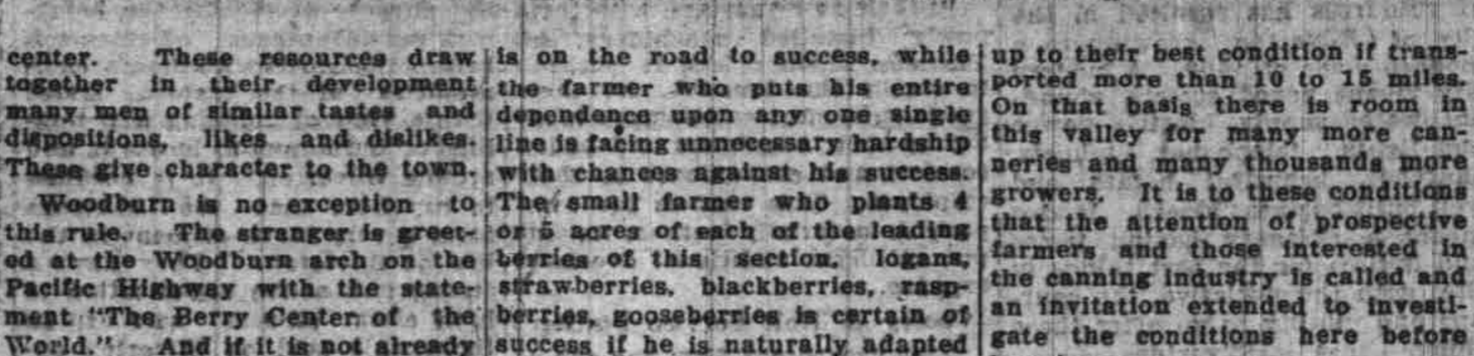 center. These resources draw
together in their development
many men of similar tastes and
dispositions, likes and dislikes.
These give character to the town.
Woodburn is no exception to
this rule. The stranger is greet-
ed at the Woodburn arch on the
Pacific Highway with the state-
ment "The Berry Center of the
World." And if it is not already
is on the road to success, while
the farmer who puts his entire
dependence upon any one single
line is facing unnecessary hardship
with chances against his success.
The small farmer who plants 4
or 5 acres of each of the leading
berries of this section, logans,
strawberries, blackberries, rasp-
berries, gooseberries is certain of
success if he is naturally adapted
up to their best condition if trans-
ported more than 10 to 15 miles.
On that basis there is room in
this valley for many more can-
neries and many thousands more
growers. It is to these conditions
that the attention of prospective
farmers and those interested in
the canning industry is called and
an invitation extended to investi-
gate the conditions here before